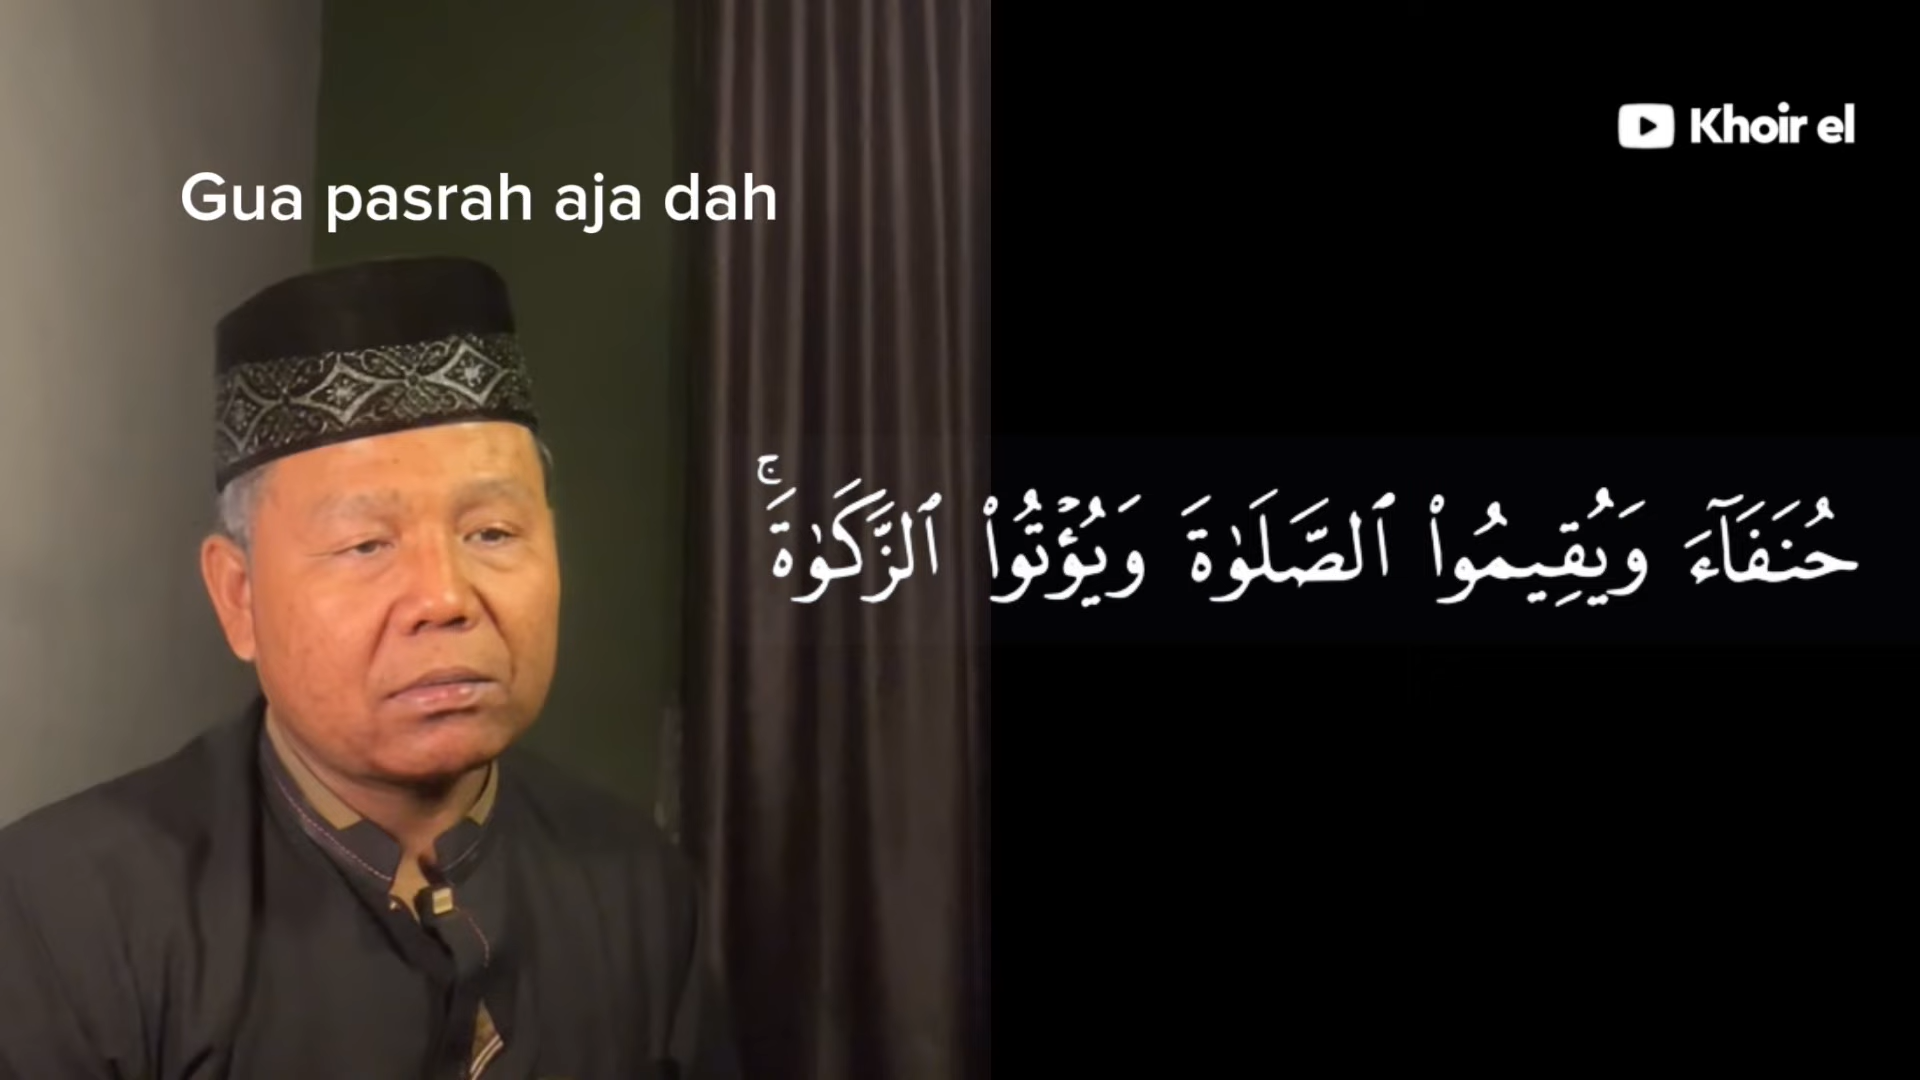 Khoir el
Gua pasrah aja dah
حُنَفَآءَ وَيُقِيمُوا۟ ٱلصَّلَوٰةَ وَيُؤْتُوا۟ ٱلزَّكَوٰةَ ۚ